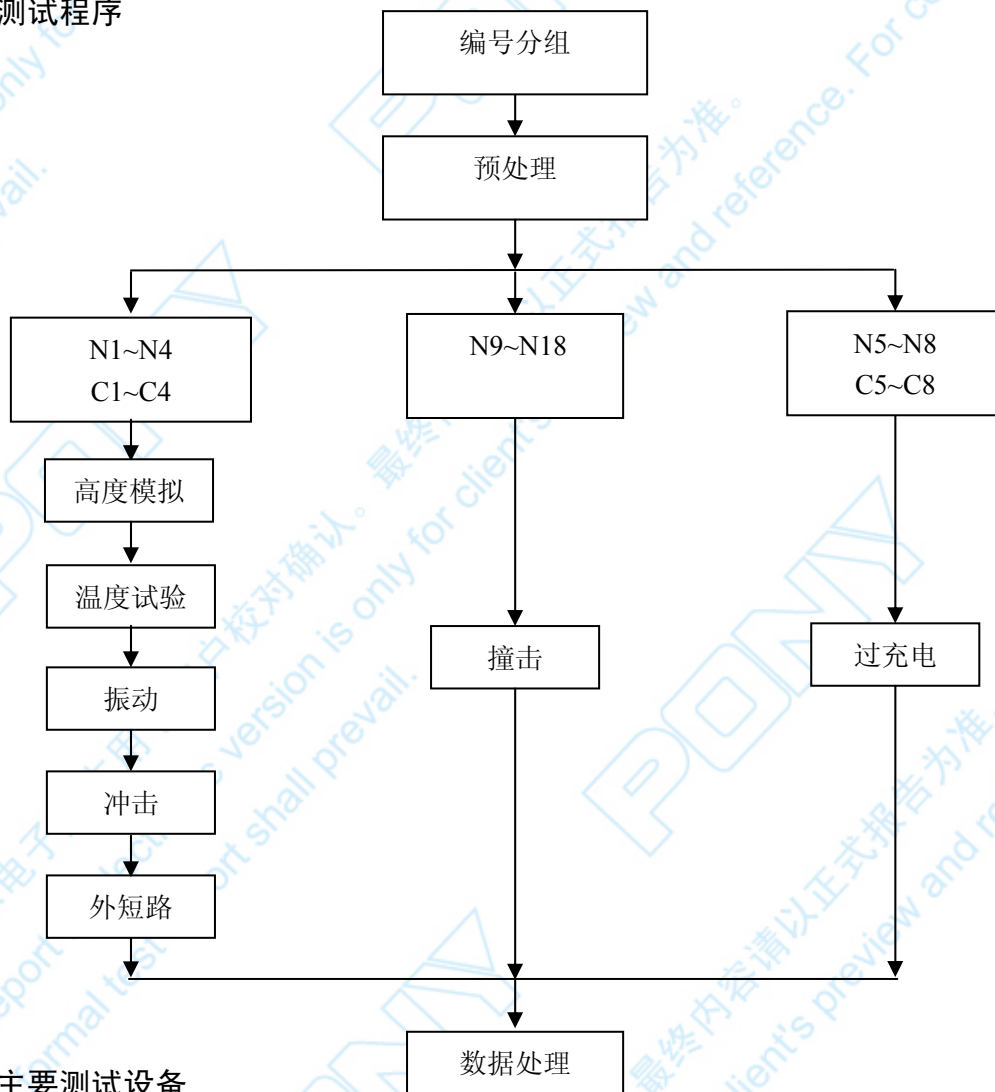 测试程序
编号分组
预处理
N1~N4
C1~C4
N9~N18
N5~N8
C5~C8
高度模拟
温度试验
振动
冲击
外短路
撞击
过充电
数据处理
主要测试设备
PONY
PONY